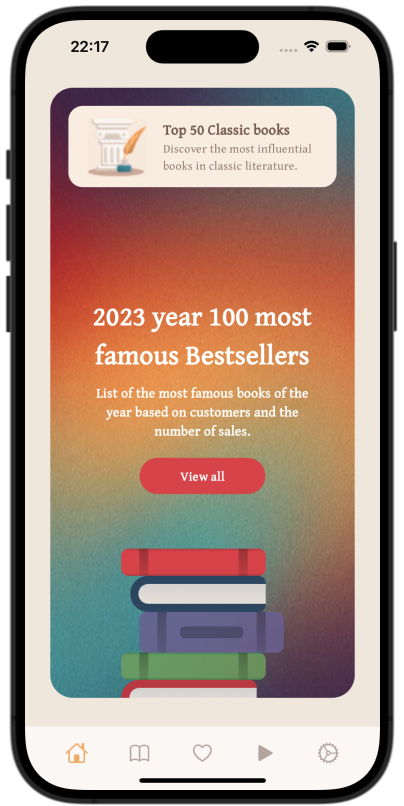 22:17
Top 50 Classic books
Discover the most influential
books in classic literature.
2023 year 100 most
famous Bestsellers
List of the most famous books of the
year based on customers and the
number of sales.
View all